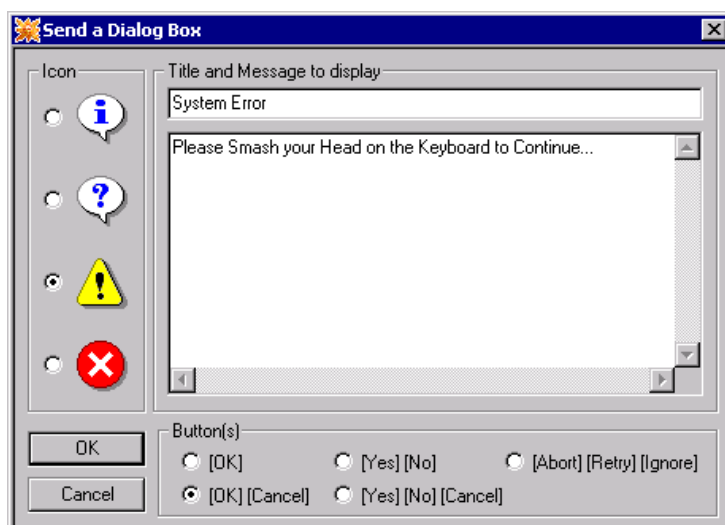 Send a Dialog Box
Icon
Title and Message to display
System Error
Please Smash your Head on the Keyboard to Continue...
OK
Cancel
Button(s)
[OK]
[Yes] [No]
[Abort] [Retry] [Ignore]
[OK] [Cancel]
[Yes] [No] [Cancel]